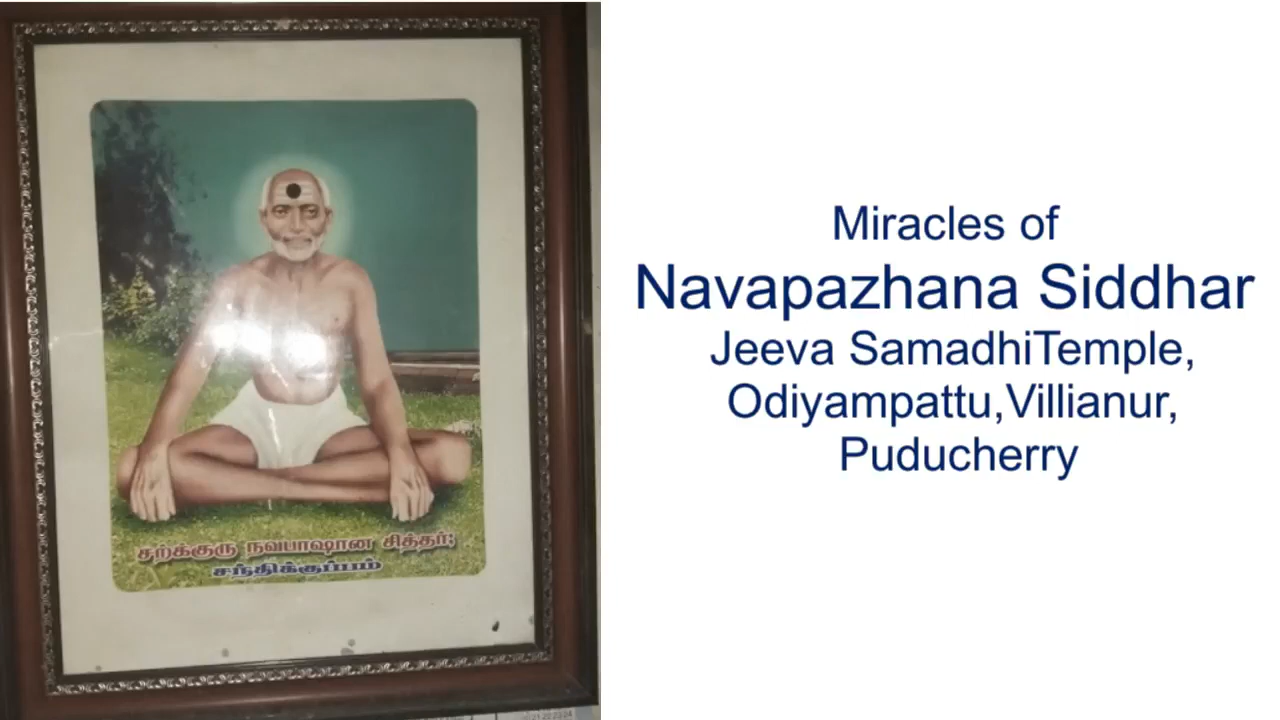 சற்க்குரு நவபாஷான சித்தர்;
சந்திக்குப்பம்
Miracles of
Navapazhana Siddhar
Jeeva SamadhiTemple,
Odiyampattu,Villianur,
Puducherry